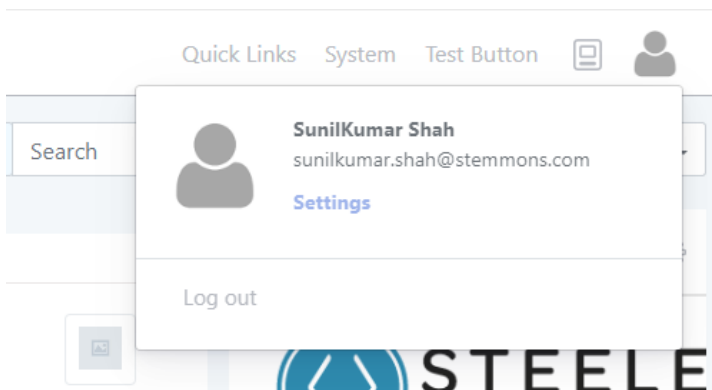 Quick Links System Test Button
SunilKumar Shah
Search
sunilkumar.shah@stemmons.com
Settings
Log out
STEELE